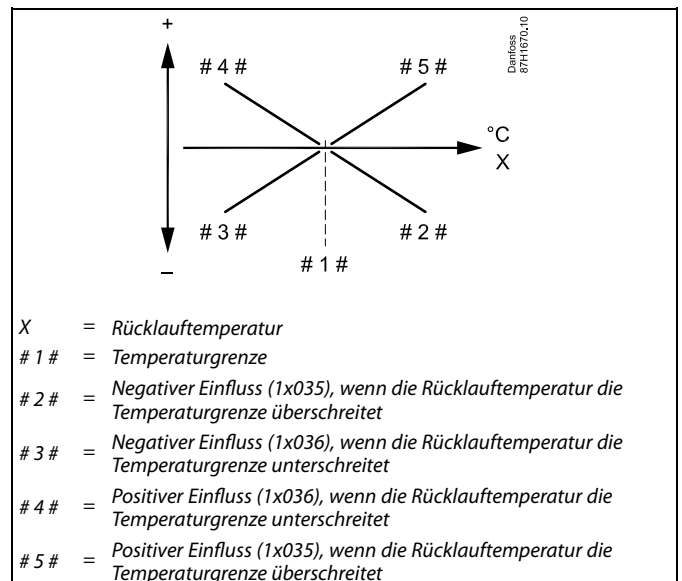 +
Danfoss
87H1670.10
# 4 #
# 5 #
°C
X
# 3 #
# 2 #
# 1 #
–
X = Rücklauftemperatur
# 1 # = Temperaturgrenze
# 2 # = Negativer Einfluss (1x035), wenn die Rücklauftemperatur die
Temperaturgrenze überschreitet
# 3 # = Negativer Einfluss (1x036), wenn die Rücklauftemperatur die
Temperaturgrenze unterschreitet
# 4 # = Positiver Einfluss (1x036), wenn die Rücklauftemperatur die
Temperaturgrenze unterschreitet
# 5 # = Positiver Einfluss (1x035), wenn die Rücklauftemperatur die
Temperaturgrenze überschreitet